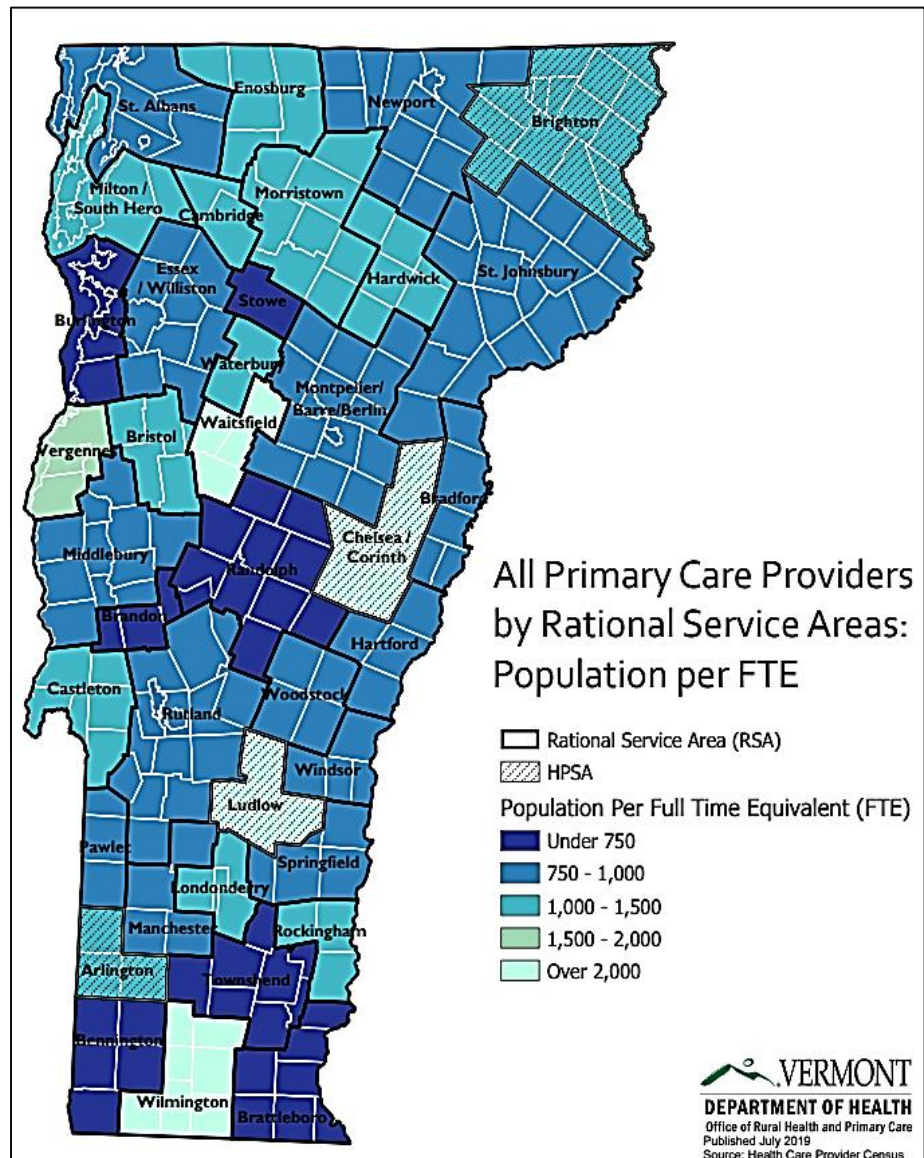 St. Albans
Enosburg
Newport
Brighton
Milton /
South Hero
Cambridge
Morristown
Hardwick
St. Johnsbury
Essex
/ Williston
Stowe
Burlington
Waterbury
Montpelier/
Barre/Berlin
Waitsfield
Vergennes
Bristol
Bradford
Chelsea /
Corinth
Middlebury
Randolph
Brandon
Hartford
Castleton
Woodstock
Rutland
Windsor
Ludlow
Pawlet
Springfield
Londonderry
Manchester
Rockingham
Arlington
Townshend
Bennington
Wilmington
Brattleboro
All Primary Care Providers
by Rational Service Areas:
Population per FTE
Rational Service Area (RSA)
HPSA
Population Per Full Time Equivalent (FTE)
Under 750
750 - 1,000
1,000 - 1,500
1,500 - 2,000
Over 2,000
VERMONT
DEPARTMENT OF HEALTH
Office of Rural Health and Primary Care
Published July 2019
Source: Health Care Provider Census